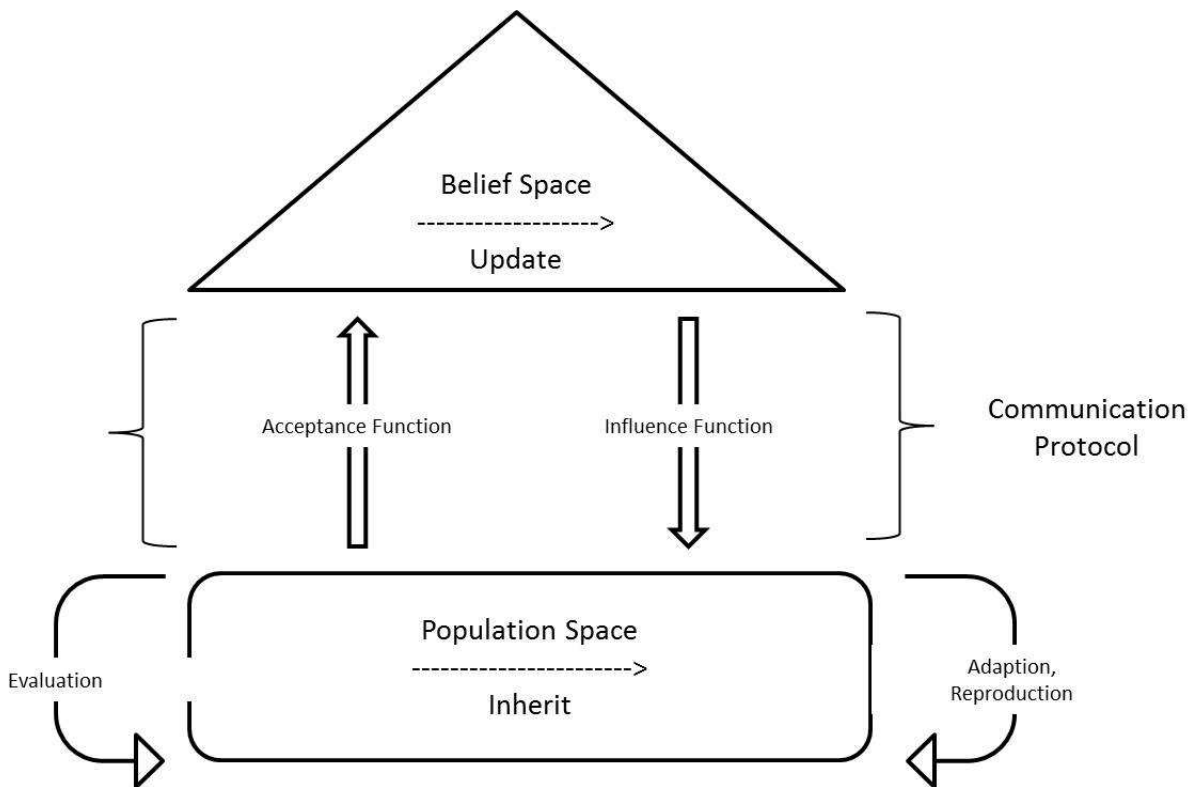 Belief Space
------------------->
Update
Acceptance Function
Influence Function
Communication
Protocol
Population Space
----------------------->
Inherit
Evaluation
Adaption,
Reproduction